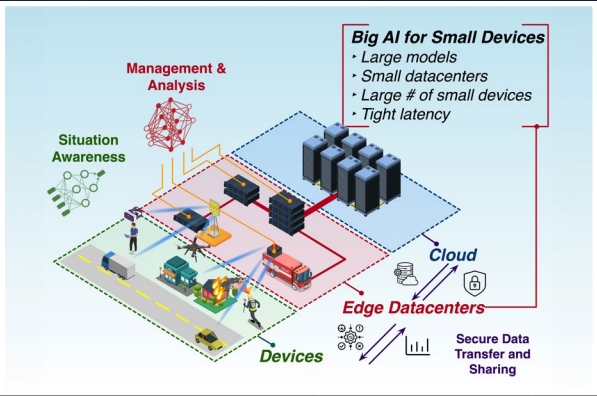 Big AI for Small Devices
‣ Large models
‣ Small datacenters
‣ Large # of small devices
‣ Tight latency
Management &
Analysis
Situation
Awareness
Cloud
Edge Datacenters
Devices
Secure Data
Transfer and
Sharing